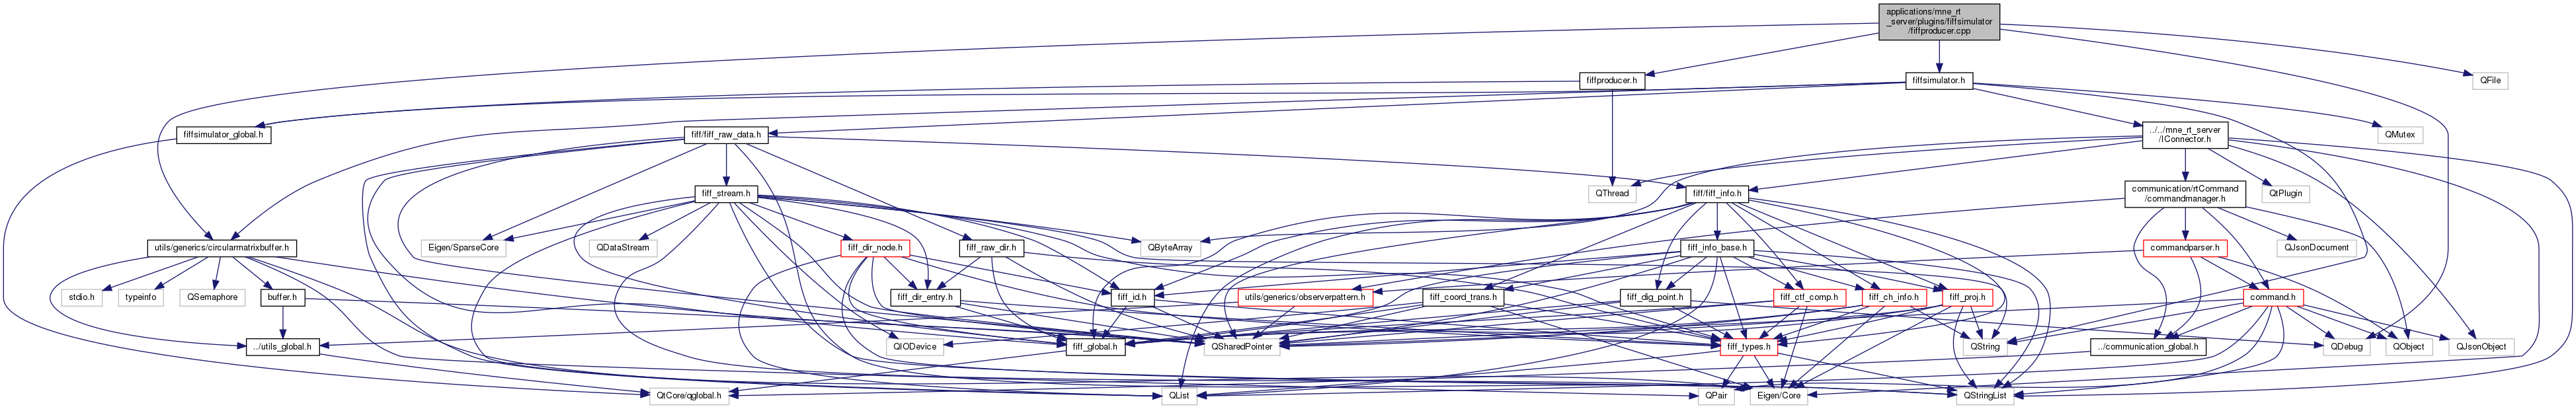 applications/mne_rt
_server/plugins/fiffsimulator
/fiffproducer.cpp
fiffproducer.h
fiffsimulator.h
QFile
fiffsimulator_global.h
fiff/fiff_raw_data.h
QMutex
../../mne_rt_server
/IConnector.h
fiff_stream.h
QThread
fiff/fiff_info.h
communication/rtCommand
/commandmanager.h
QtPlugin
utils/generics/circularmatrixbuffer.h
Eigen/SparseCore
QDataStream
fiff_dir_node.h
fiff_raw_dir.h
QByteArray
fiff_info_base.h
commandparser.h
QJsonDocument
stdio.h
typeinfo
QSemaphore
buffer.h
fiff_dir_entry.h
fiff_id.h
utils/generics/observerpattern.h
fiff_coord_trans.h
fiff_dig_point.h
fiff_ctf_comp.h
fiff_ch_info.h
fiff_proj.h
command.h
../utils_global.h
QIODevice
fiff_global.h
QSharedPointer
fiff_types.h
QString
../communication_global.h
QDebug
QObject
QJsonObject
QtCore/qglobal.h
QList
QPair
Eigen/Core
QStringList